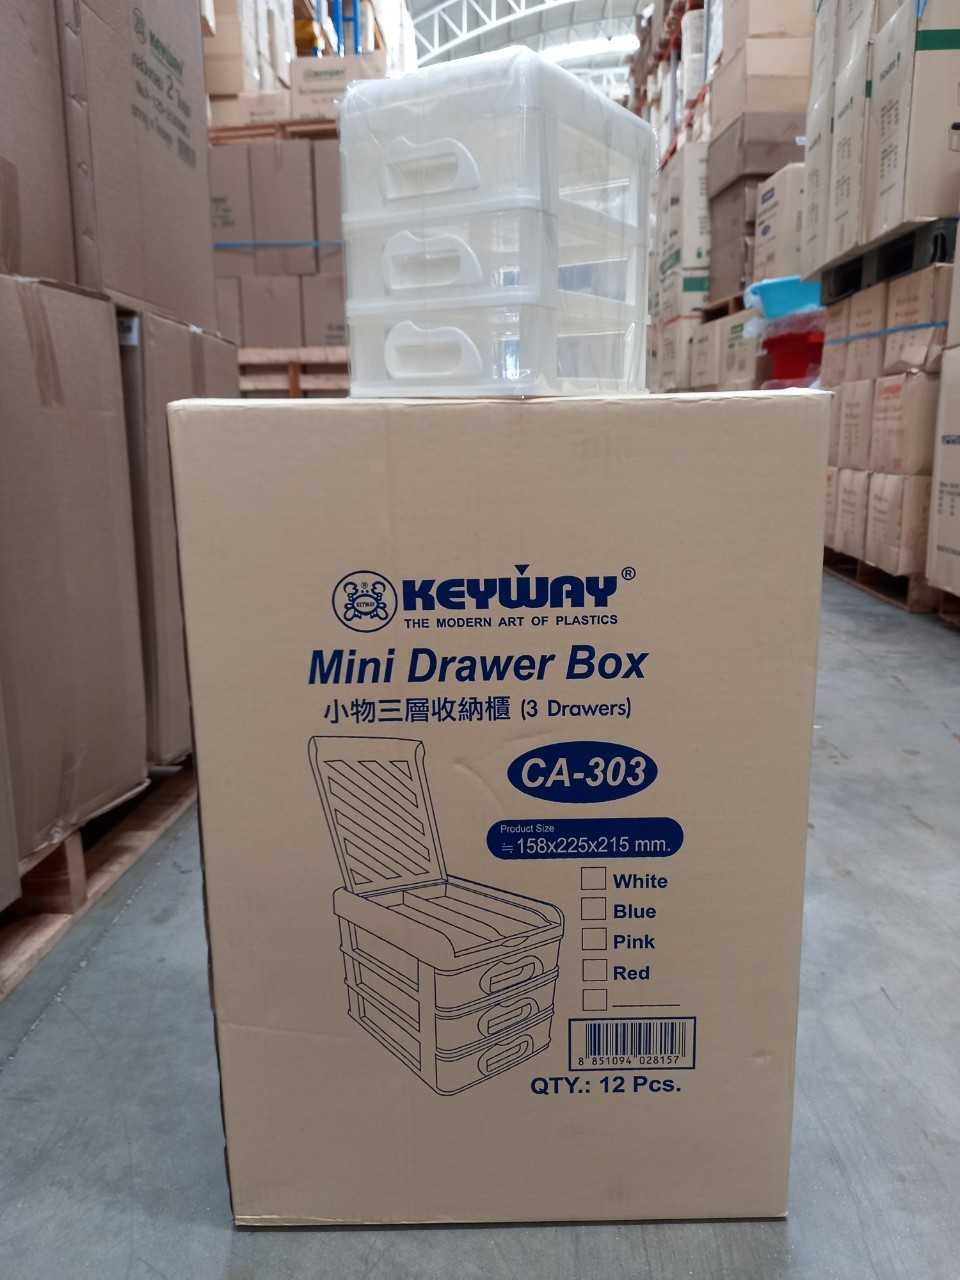 KEYWAY®
KEYWAY
THE MODERN ART OF PLASTICS
Mini Drawer Box
小物三層收納櫃 (3 Drawers)
CA-303
Product Size
≒ 158x225x215 mm.
White
Blue
Pink
Red
8 851094 028157
QTY.: 12 Pcs.